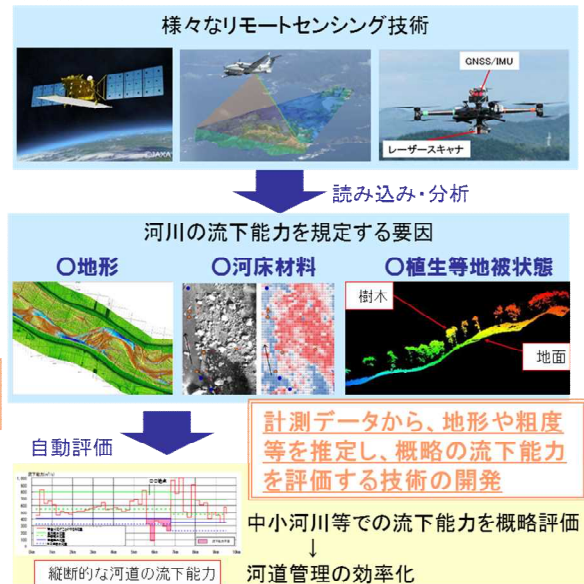 様々なリモートセンシング技術
©JAXA
GNSS/IMU
レーザースキャナ
読み込み・分析
河川の流下能力を規定する要因
〇地形
〇河床材料
〇植生等地被状態
樹木
地面
自動評価
計測データから、地形や粗度
等を推定し、概略の流下能力
を評価する技術の開発
縦断的な河道の流下能力
中小河川等での流下能力を概略評価
↓
河道管理の効率化